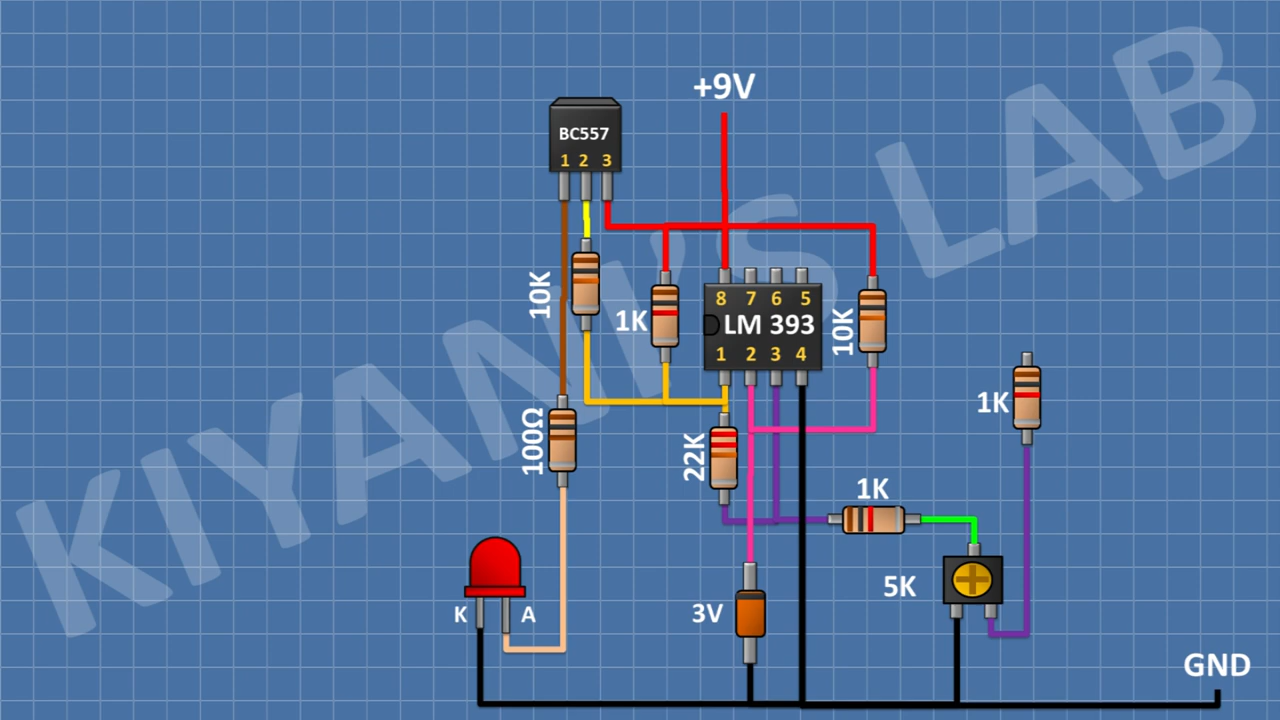 +9V
BC557
1 2 3
10K
1K
8 7 6 5
LM 393
1 2 3 4
10K
1K
100Ω
22K
1K
5K
3V
K A
GND
KIYANI'S LAB